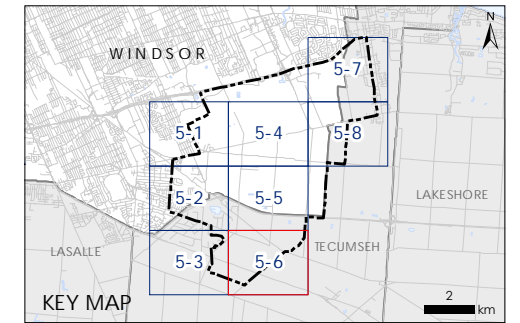 N
WINDSOR
5-7
5-1
5-4
5-8
5-2
5-5
LAKESHORE
LASALLE
TECUMSEH
5-3
5-6
KEY MAP
2
km